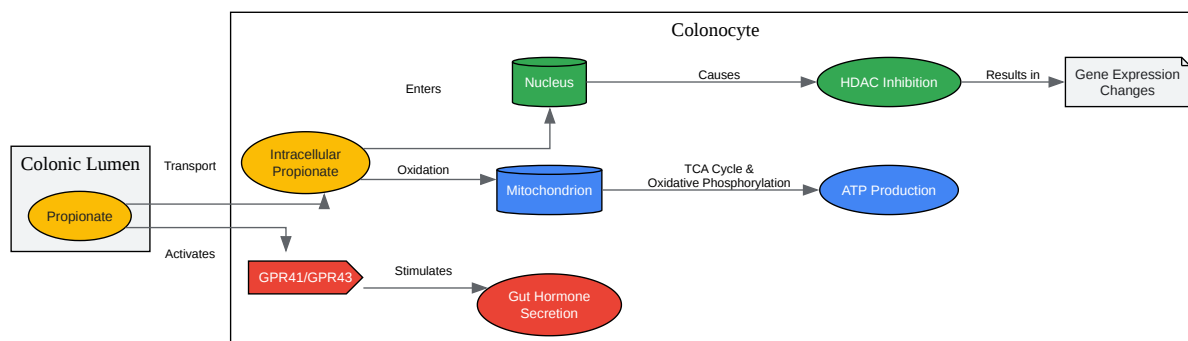 Colonocyte
Nucleus
Causes
HDAC Inhibition
Results in
Gene Expression
Changes
Enters
Colonic Lumen
Transport
Intracellular
Propionate
Oxidation
Mitochondrion
TCA Cycle &
Oxidative Phosphorylation
ATP Production
Propionate
Activates
GPR41/GPR43
Stimulates
Gut Hormone
Secretion